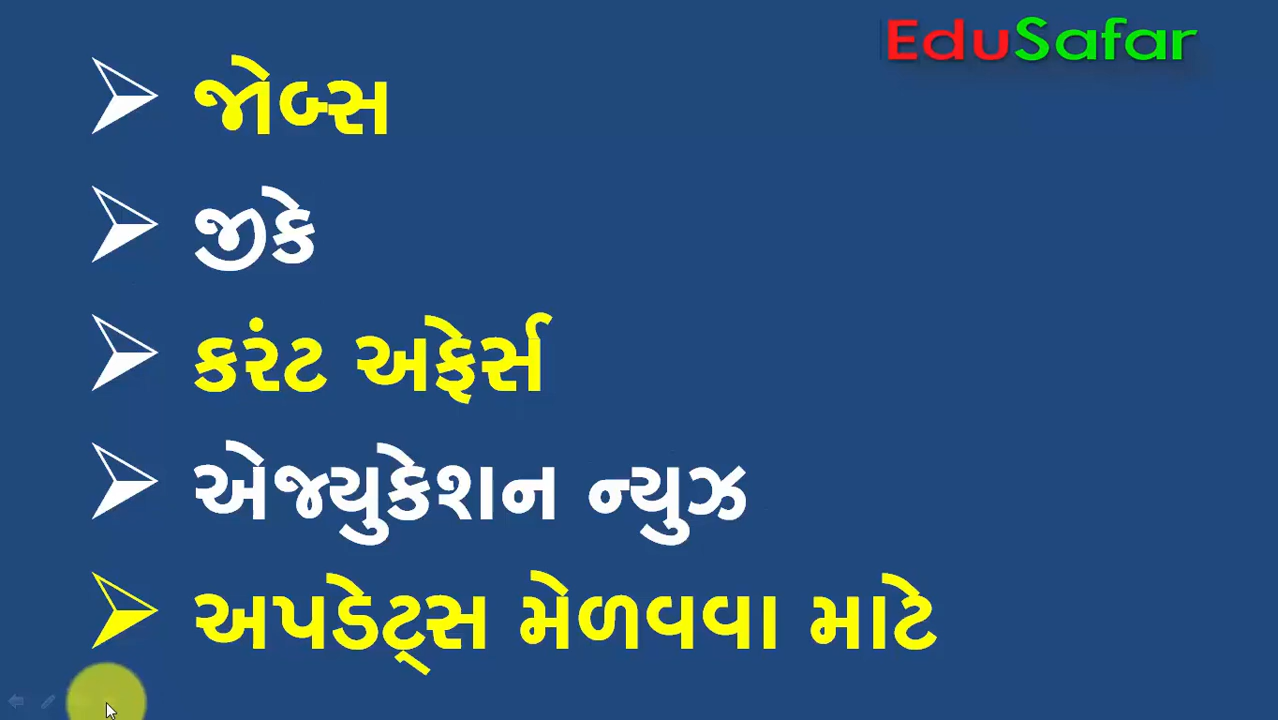 EduSafar
જોબ્સ
જીકે
કરંટ અફેર્સ
એજ્યુકેશન ન્યુઝ
અપડેટ્સ મેળવવા માટે